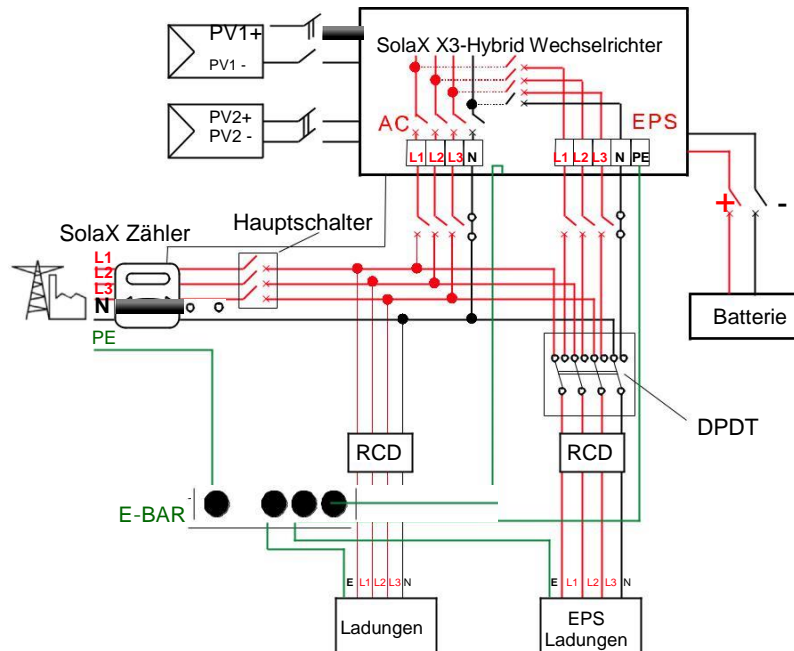 PV1+
PV1 -
PV2+
PV2 -
SolaX X3-Hybrid Wechselrichter
AC
EPS
L1 L2 L3 N
L1 L2 L3 N PE
+
-
Batterie
SolaX Zähler
Hauptschalter
L1
L2
L3
N
PE
DPDT
RCD
RCD
E-BAR
E L1 L2 L3 N
E L1 L2 L3 N
Ladungen
EPS
Ladungen